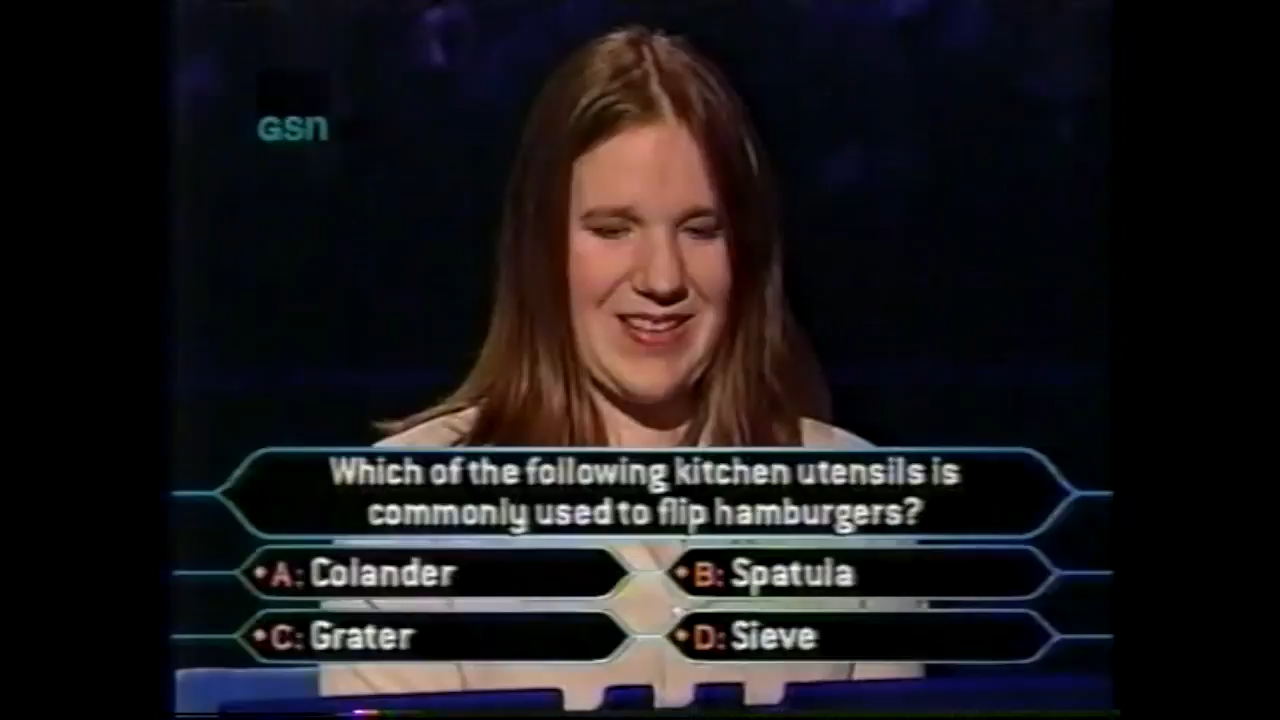 GSN
Which of the following kitchen utensils is
commonly used to flip hamburgers?
A: Colander
B: Spatula
C: Grater
D: Sieve